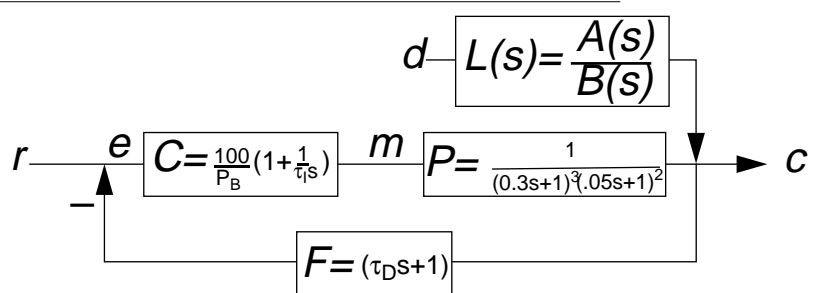 d L(s)= A(s)/B(s)
r e C= 100/P_B (1+ 1/τ_I s) m P= 1/((0.3s+1)^3 (.05s+1)^2) c
−
F= (τ_D s+1)